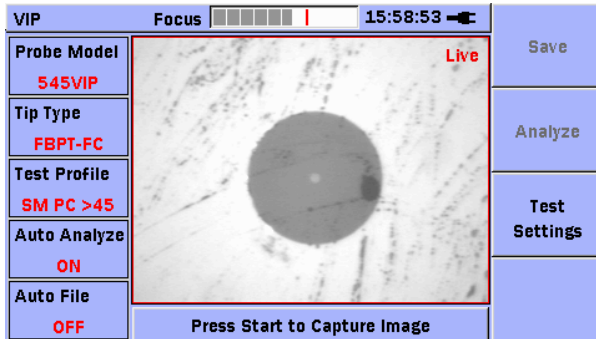 VIP
Focus
15:58:53
Probe Model
545VIP
Tip Type
FBPT-FC
Test Profile
SM PC >45
Auto Analyze
ON
Auto File
OFF
Live
Press Start to Capture Image
Save
Analyze
Test
Settings